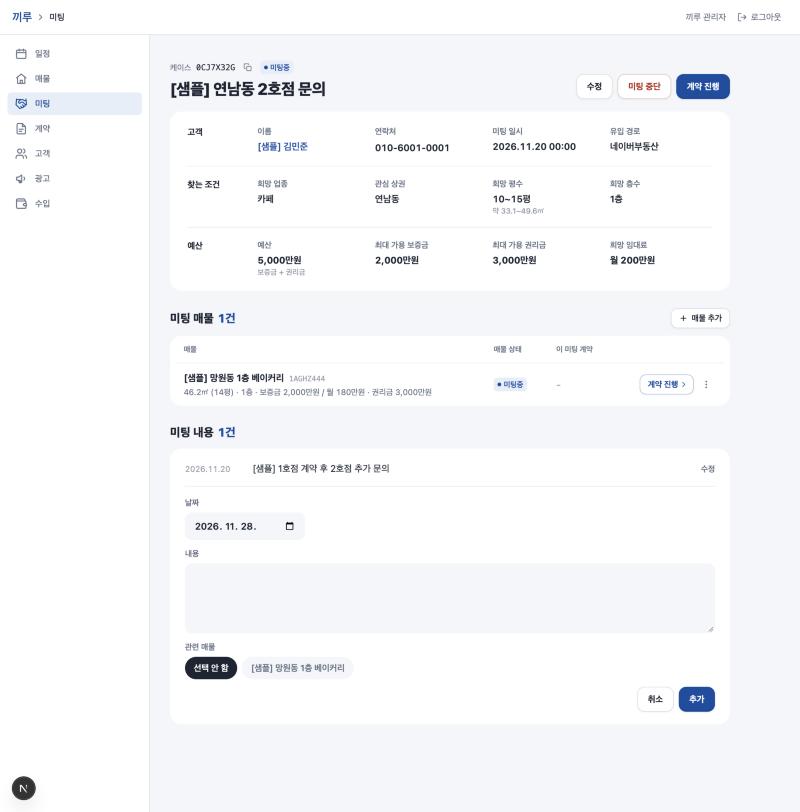 끼루 > 미팅
끼루 관리자 로그아웃
일정
매물
미팅
계약
고객
광고
수입
케이스 0CJ7X32G 미팅중
[샘플] 연남동 2호점 문의
수정 미팅 중단 계약 진행
고객
이름 연락처 미팅 일시 유입 경로
[샘플] 김민준 010-6001-0001 2026.11.20 00:00 네이버부동산
찾는 조건
희망 업종 관심 상권 희망 평수 희망 층수
카페 연남동 10~15평 1층
약 33.1~49.6㎡
예산
예산 최대 가용 보증금 최대 가용 권리금 희망 임대료
5,000만원 2,000만원 3,000만원 월 200만원
보증금 + 권리금
미팅 매물 1건
+ 매물 추가
매물 매물 상태 이 미팅 계약
[샘플] 망원동 1층 베이커리 1AGHZ444
46.2㎡ (14평) · 1층 · 보증금 2,000만원 / 월 180만원 · 권리금 3,000만원
미팅중 - 계약 진행 >
미팅 내용 1건
2026.11.20 [샘플] 1호점 계약 후 2호점 추가 문의 수정
날짜
2026. 11. 28.
내용
관련 매물
선택 안 함 [샘플] 망원동 1층 베이커리
취소 추가
N